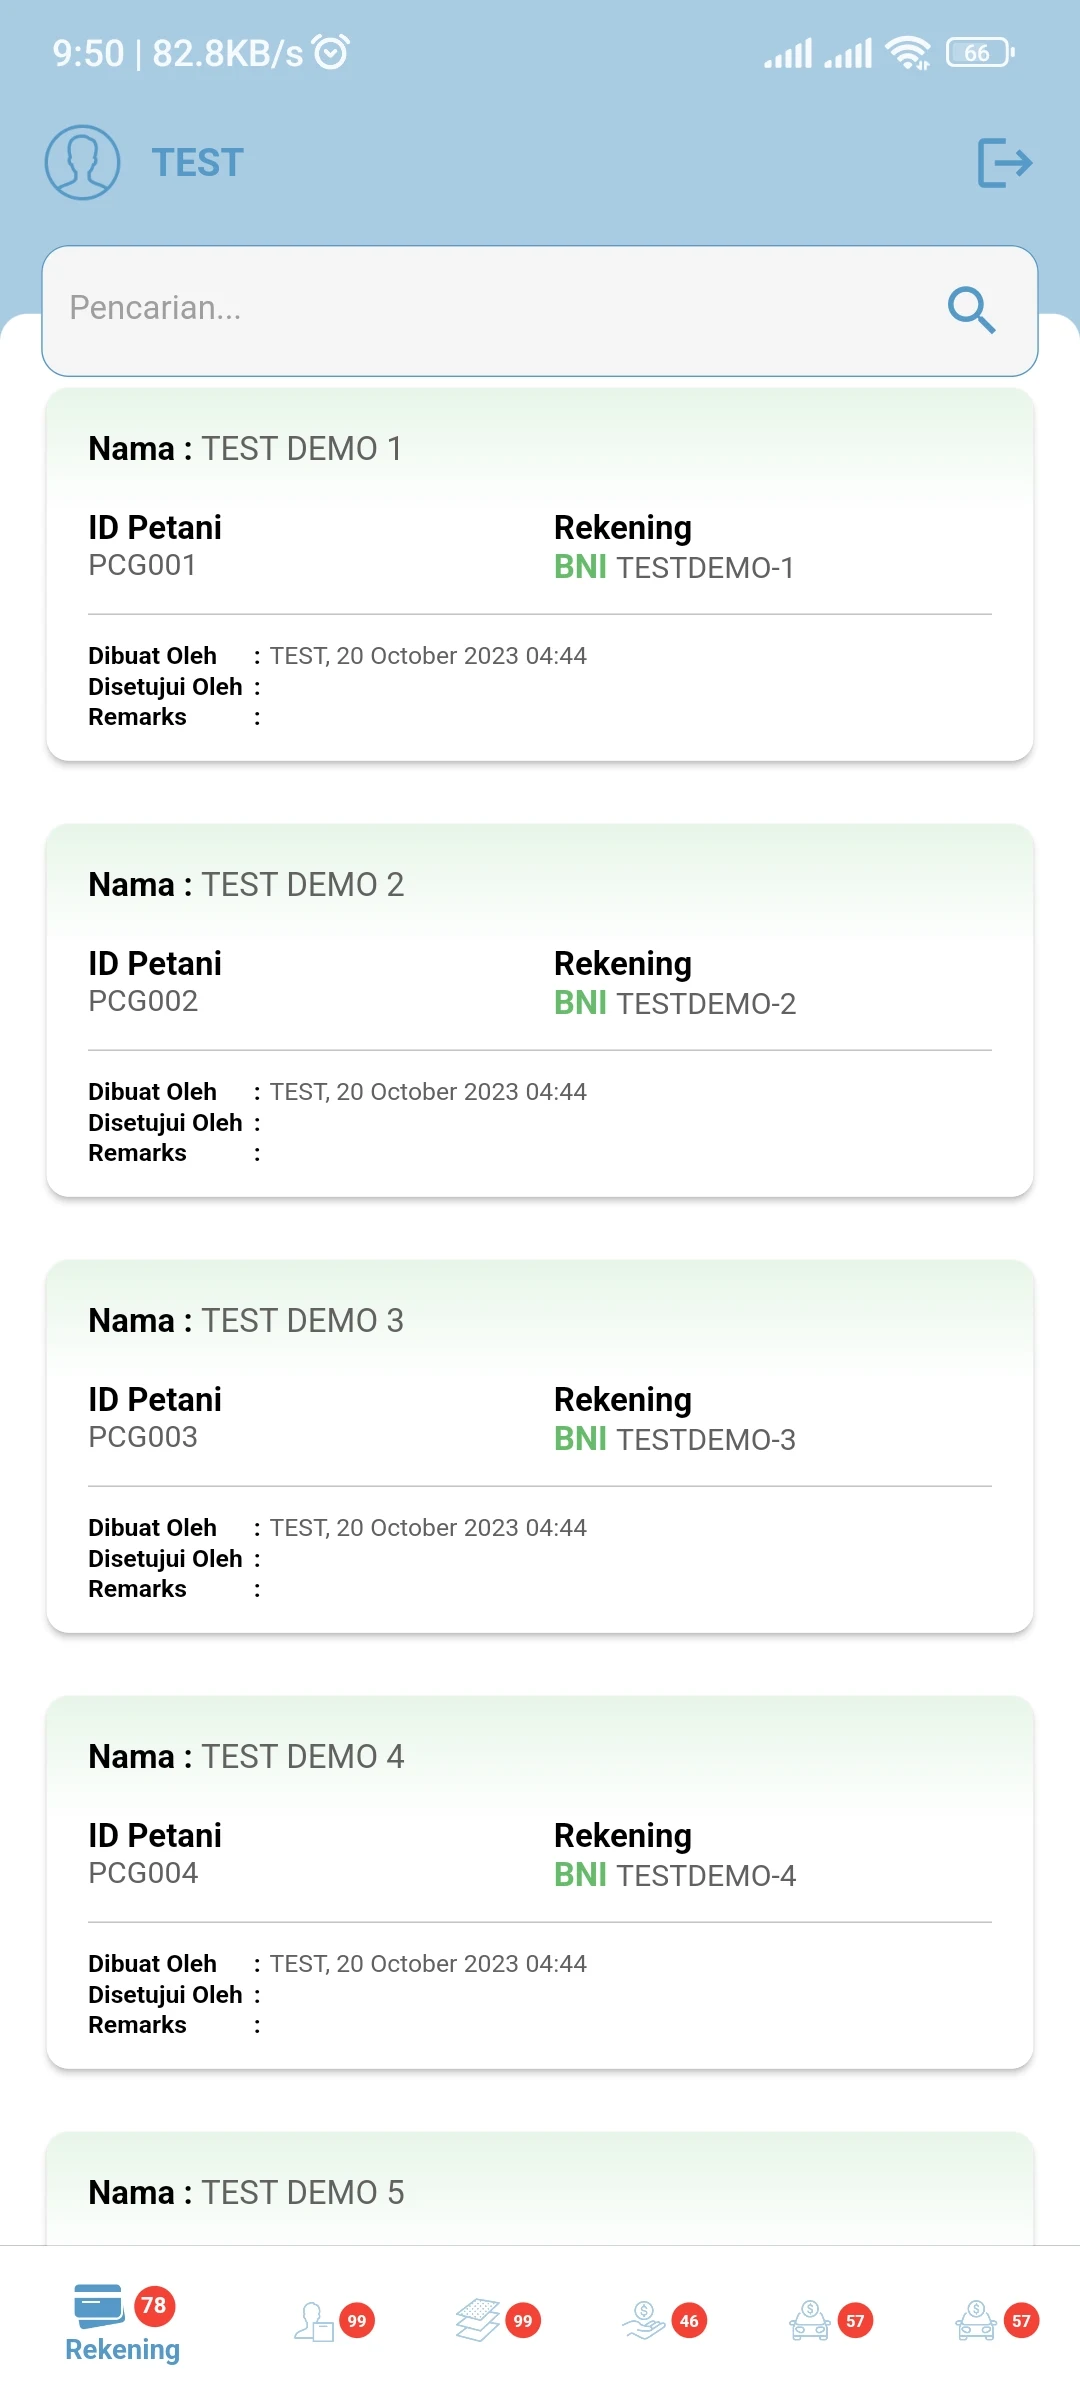 9:50 | 82.8KB/s 66
TEST
Pencarian...
Nama : TEST DEMO 1
ID Petani Rekening
PCG001 BNI TESTDEMO-1
Dibuat Oleh : TEST, 20 October 2023 04:44
Disetujui Oleh :
Remarks :
Nama : TEST DEMO 2
ID Petani Rekening
PCG002 BNI TESTDEMO-2
Dibuat Oleh : TEST, 20 October 2023 04:44
Disetujui Oleh :
Remarks :
Nama : TEST DEMO 3
ID Petani Rekening
PCG003 BNI TESTDEMO-3
Dibuat Oleh : TEST, 20 October 2023 04:44
Disetujui Oleh :
Remarks :
Nama : TEST DEMO 4
ID Petani Rekening
PCG004 BNI TESTDEMO-4
Dibuat Oleh : TEST, 20 October 2023 04:44
Disetujui Oleh :
Remarks :
Nama : TEST DEMO 5
78 99 99 46 57 57
Rekening